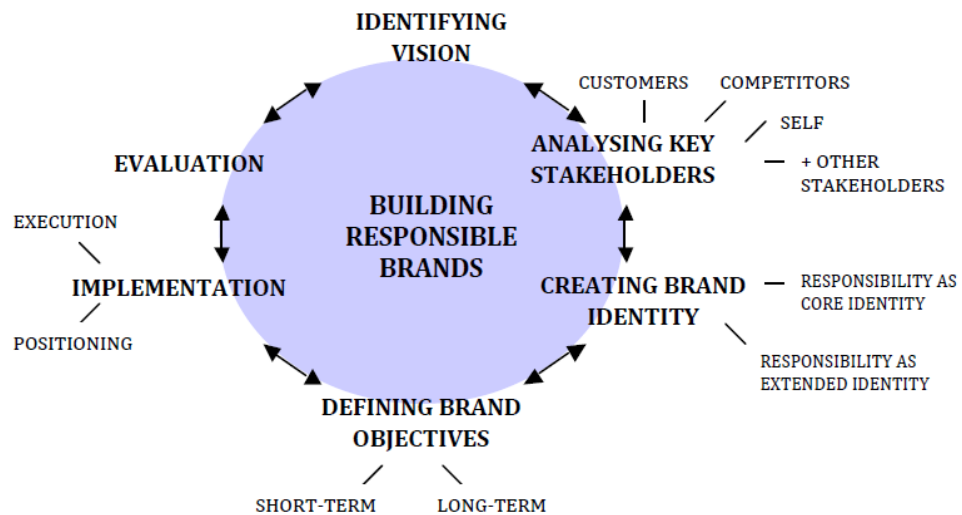 IDENTIFYING
VISION
CUSTOMERS
COMPETITORS
SELF
ANALYSING KEY
STAKEHOLDERS
+ OTHER
STAKEHOLDERS
EVALUATION
BUILDING
RESPONSIBLE
BRANDS
EXECUTION
IMPLEMENTATION
POSITIONING
CREATING BRAND
IDENTITY
RESPONSIBILITY AS
CORE IDENTITY
RESPONSIBILITY AS
EXTENDED IDENTITY
DEFINING BRAND
OBJECTIVES
SHORT-TERM
LONG-TERM